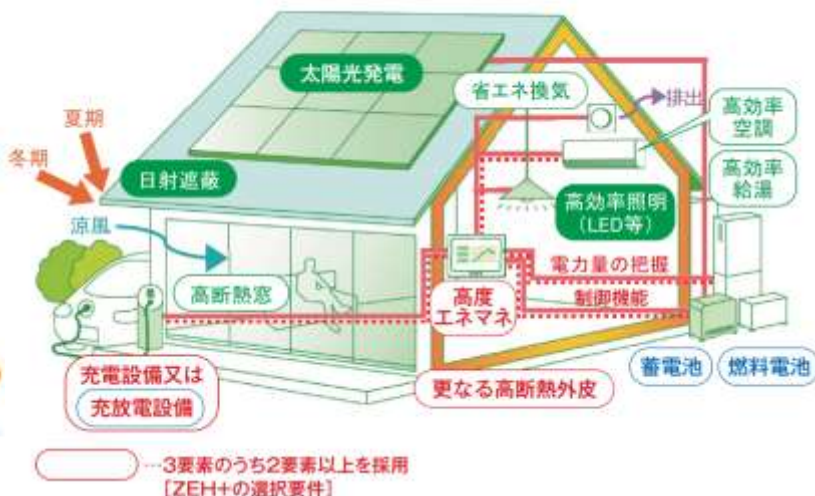 太陽光発電
省エネ換気
排出
高効率
空調
夏期
冬期
日射遮蔽
高効率
給湯
高効率照明
(LED等)
涼風
高断熱窓
電力量の把握
高度
エネマネ
制御機能
充電設備又は
充放電設備
更なる高断熱外皮
蓄電池
燃料電池
…3要素のうち2要素以上を採用
[ZEH+の選択要件]